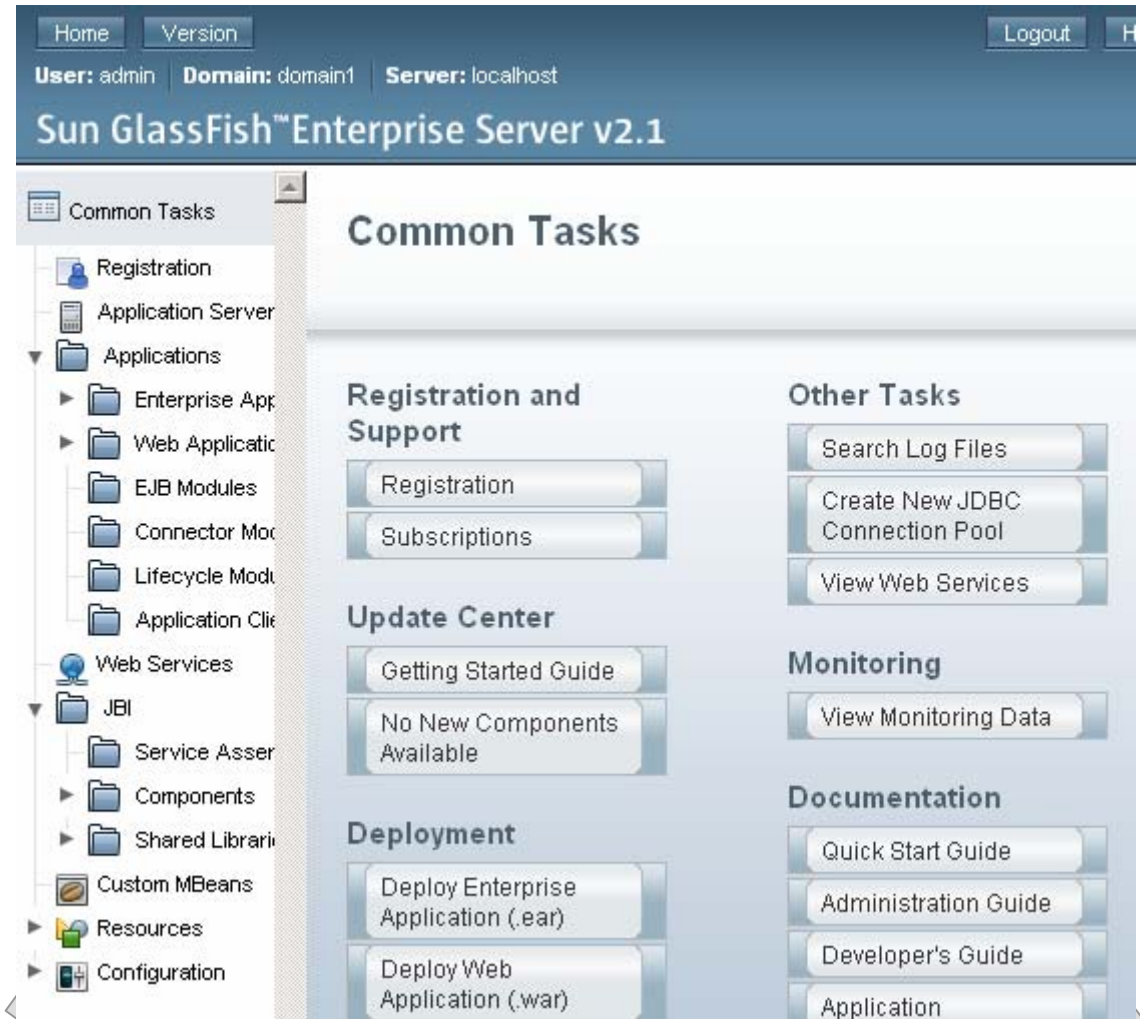 Home Version Logout H
User: admin Domain: domain1 Server: localhost
Sun GlassFish™ Enterprise Server v2.1
Common Tasks
Registration
Application Server
Applications
Enterprise App
Web Applicatio
EJB Modules
Connector Mod
Lifecycle Modu
Application Clie
Web Services
JBI
Service Assem
Components
Shared Librarie
Custom MBeans
Resources
Configuration
Common Tasks
Registration and
Support
Registration
Subscriptions
Update Center
Getting Started Guide
No New Components
Available
Deployment
Deploy Enterprise
Application (.ear)
Deploy Web
Application (.war)
Other Tasks
Search Log Files
Create New JDBC
Connection Pool
View Web Services
Monitoring
View Monitoring Data
Documentation
Quick Start Guide
Administration Guide
Developer's Guide
Application